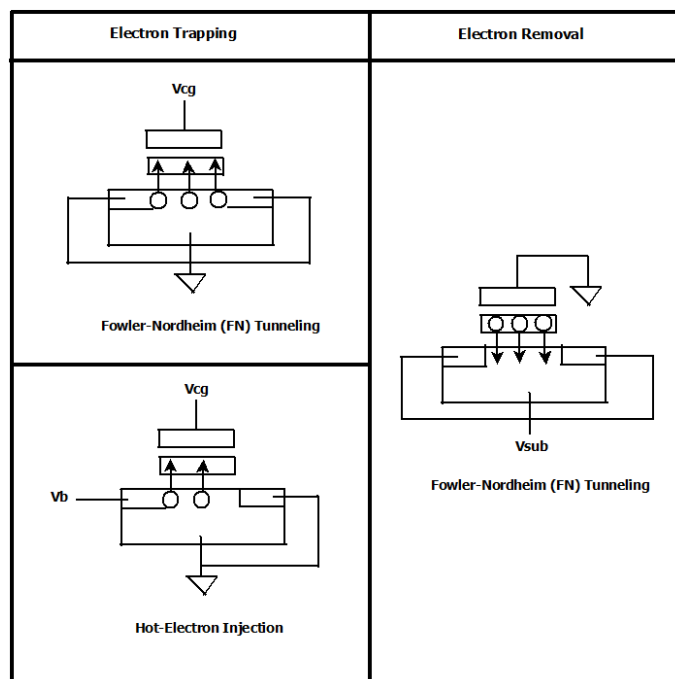 Electron Trapping
Electron Removal
Vcg
Fowler-Nordheim (FN) Tunneling
Vcg
Vb
Hot-Electron Injection
Vsub
Fowler-Nordheim (FN) Tunneling